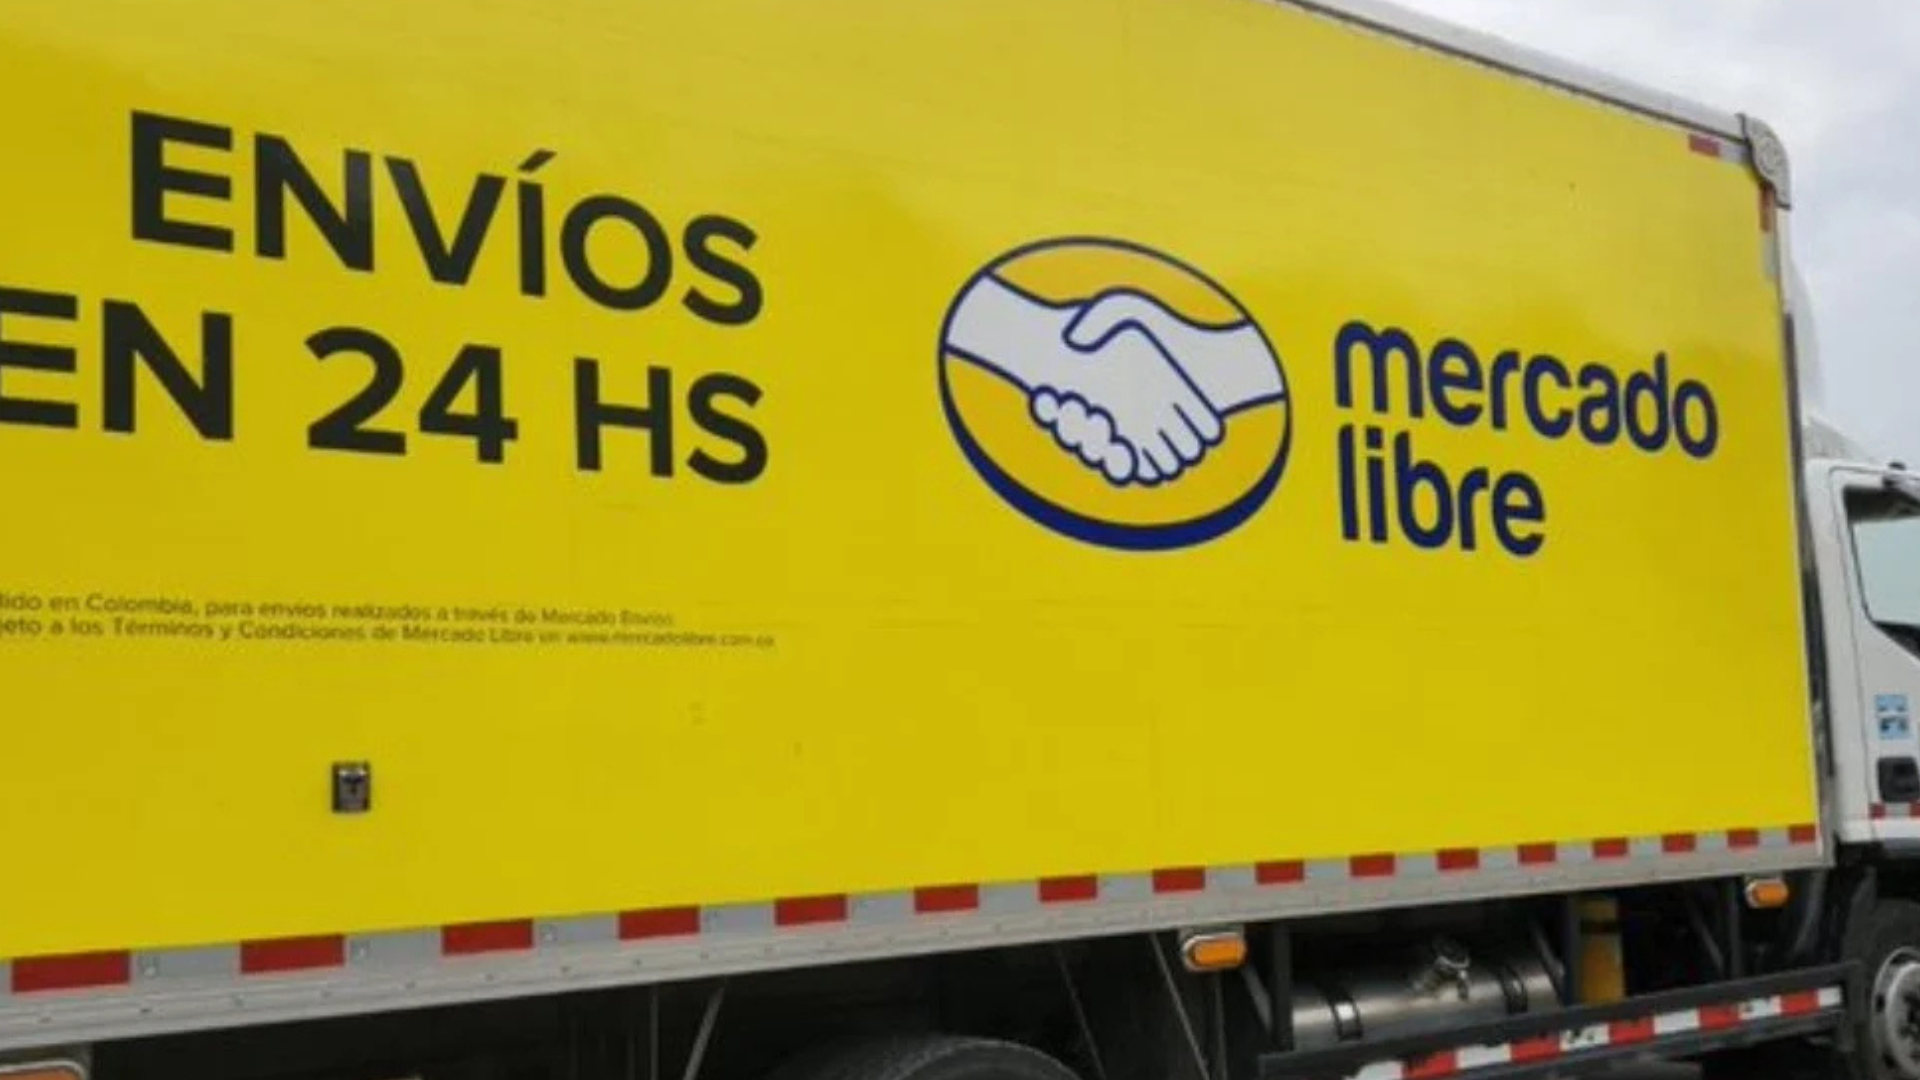 ENVÍOS
EN 24 HS
mercado
libre
dido en Colombia, para envíos realizados a través de Mercado Envíos
jeto a los Términos y Condiciones de Mercado Libre en www.mercadolibre.com.co